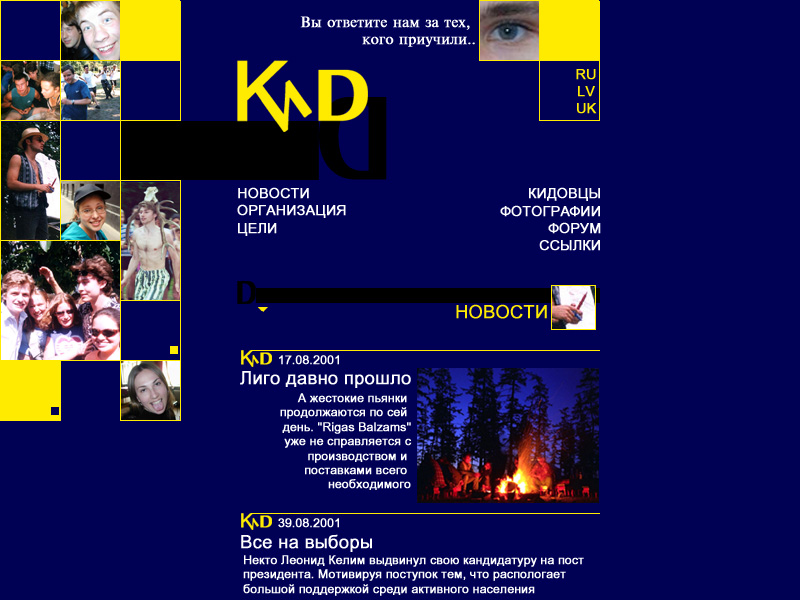 Вы ответите нам за тех,
кого приучили..
RU
LV
UK
KиD
НОВОСТИ
ОРГАНИЗАЦИЯ
ЦЕЛИ
КИДОВЦЫ
ФОТОГРАФИИ
ФОРУМ
ССЫЛКИ
D
НОВОСТИ
KиD 17.08.2001
Лиго давно прошло
А жестокие пьянки
продолжаются по сей
день. "Rigas Balzams"
уже не справляется с
производством и
поставками всего
необходимого
KиD 39.08.2001
Все на выборы
Некто Леонид Келим выдвинул свою кандидатуру на пост
президента. Мотивируя поступок тем, что распологает
большой поддержкой среди активного населения